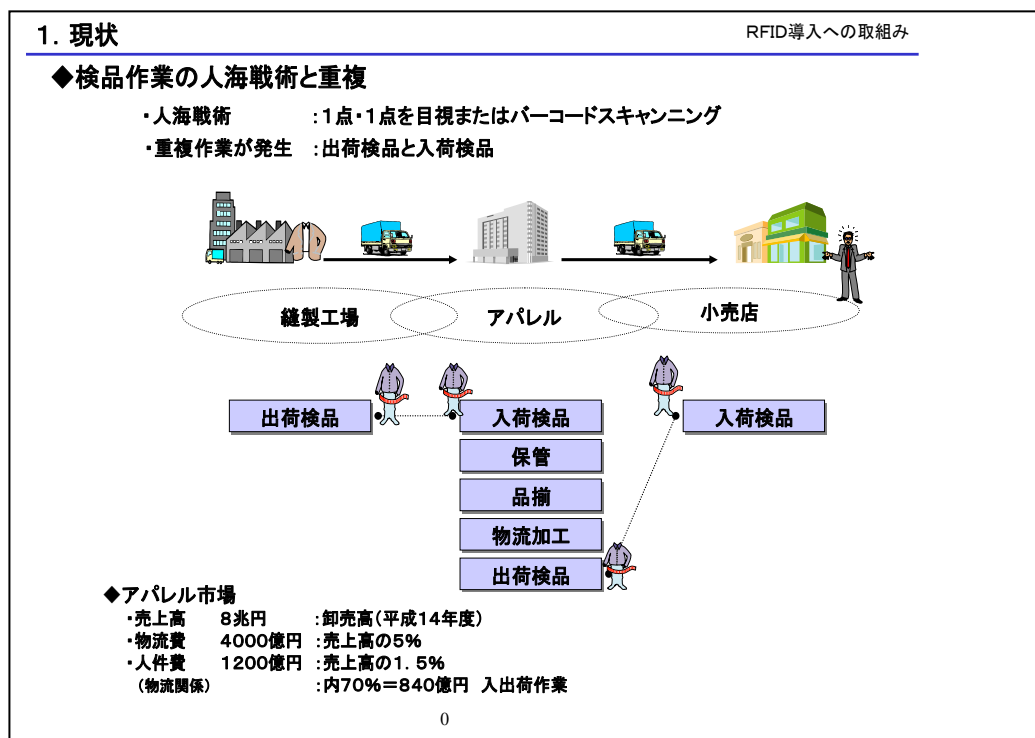 1. 現状
RFID導入への取組み
◆検品作業の人海戦術と重複
・人海戦術　:1点・1点を目視またはバーコードスキャンニング
・重複作業が発生　:出荷検品と入荷検品
縫製工場　アパレル　小売店
出荷検品　入荷検品　入荷検品
保管
品揃
物流加工
出荷検品
◆アパレル市場
・売上高　8兆円　:卸売高(平成14年度)
・物流費　4000億円　:売上高の5%
・人件費　1200億円　:売上高の1.5%
(物流関係)　:内70%=840億円 入出荷作業
0